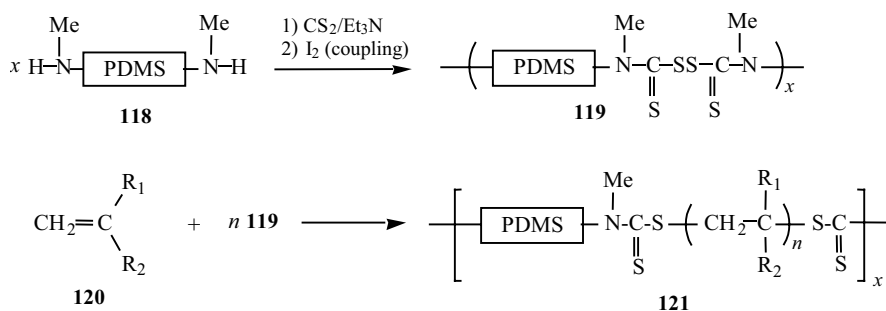 Me Me Me Me
1) CS2/Et3N
2) I2 (coupling)
x H–N PDMS N–H ( PDMS N–C–SS–C–N )x
S S
118 119
R1 Me R1
CH2=C + n 119 [ PDMS N–C–S ( CH2–C )n S–C ]x
R2 S R2 S
120 121